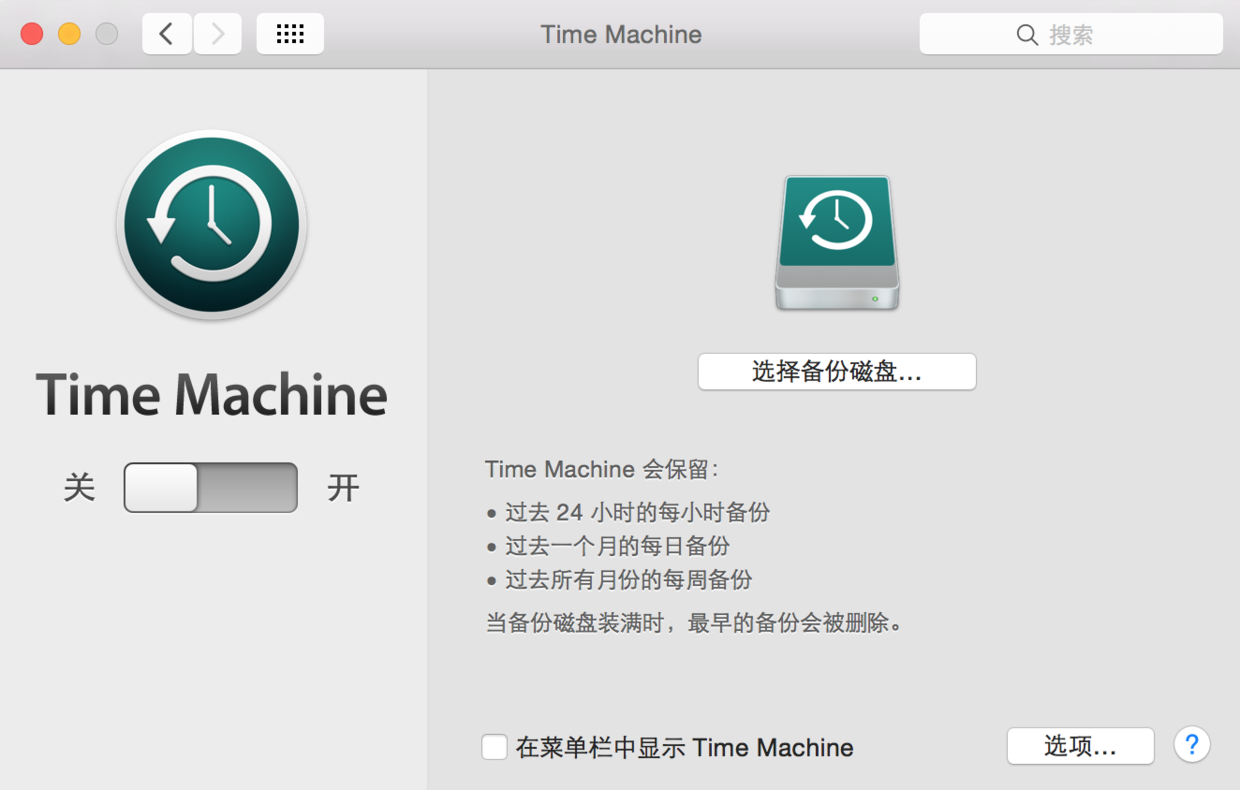 Time Machine
搜索
Time Machine
关 开
选择备份磁盘...
Time Machine 会保留：
• 过去 24 小时的每小时备份
• 过去一个月的每日备份
• 过去所有月份的每周备份
当备份磁盘装满时，最早的备份会被删除。
在菜单栏中显示 Time Machine
选项... ?